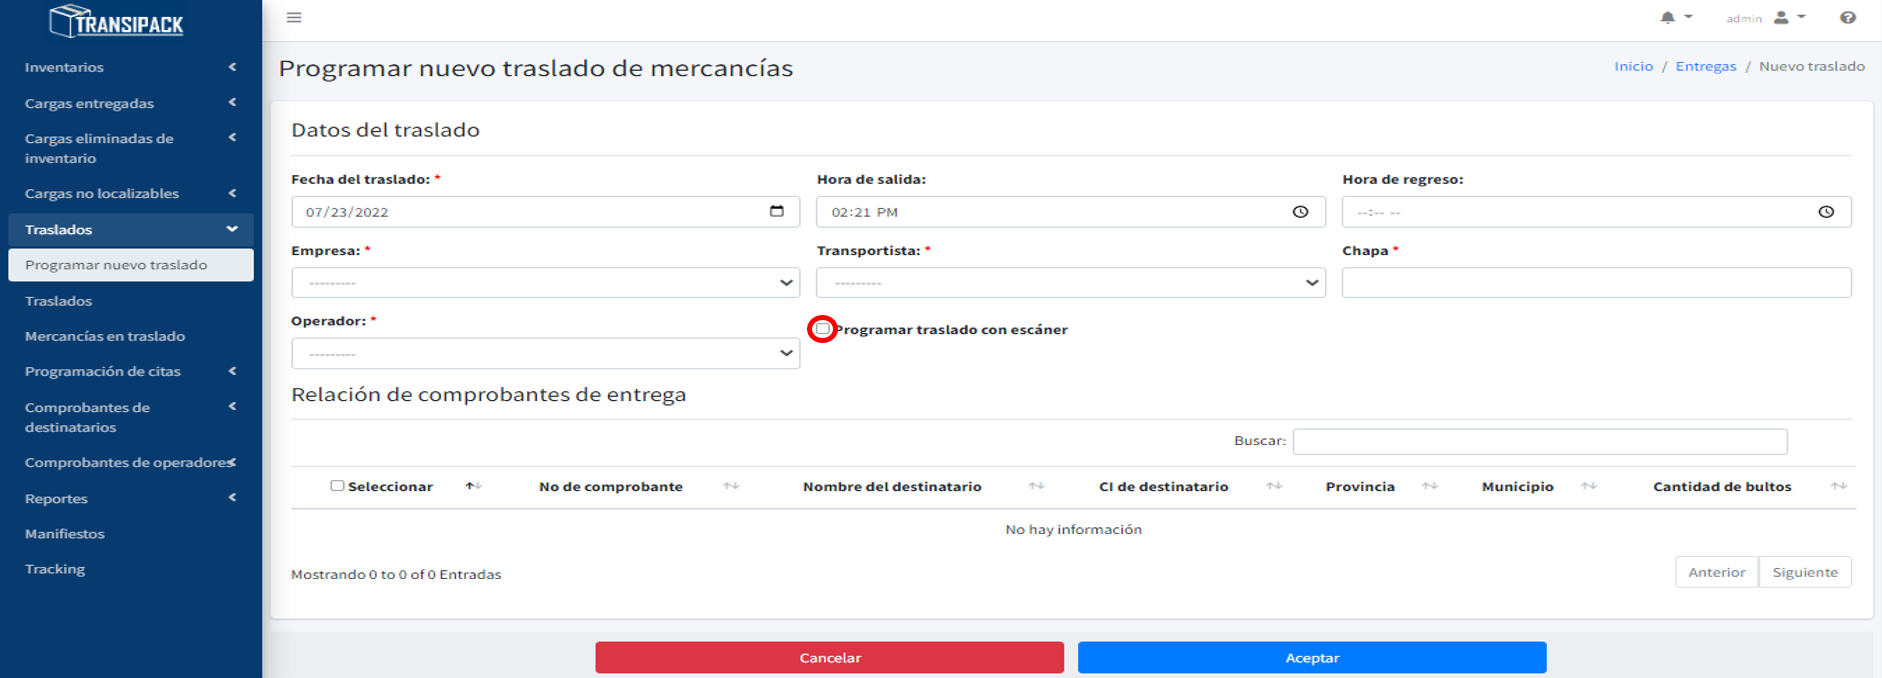 TRANSIPACK
admin
Inventarios
Cargas entregadas
Cargas eliminadas de
inventario
Cargas no localizables
Traslados
Programar nuevo traslado
Traslados
Mercancías en traslado
Programación de citas
Comprobantes de
destinatarios
Comprobantes de operadores
Reportes
Manifiestos
Tracking
Programar nuevo traslado de mercancías
Inicio / Entregas / Nuevo traslado
Datos del traslado
Fecha del traslado: * Hora de salida: Hora de regreso:
07/23/2022 02:21 PM --:-- --
Empresa: * Transportista: * Chapa *
--------- ---------
Operador: * Programar traslado con escáner
---------
Relación de comprobantes de entrega
Buscar:
Seleccionar No de comprobante Nombre del destinatario CI de destinatario Provincia Municipio Cantidad de bultos
No hay información
Mostrando 0 to 0 of 0 Entradas Anterior Siguiente
Cancelar Aceptar